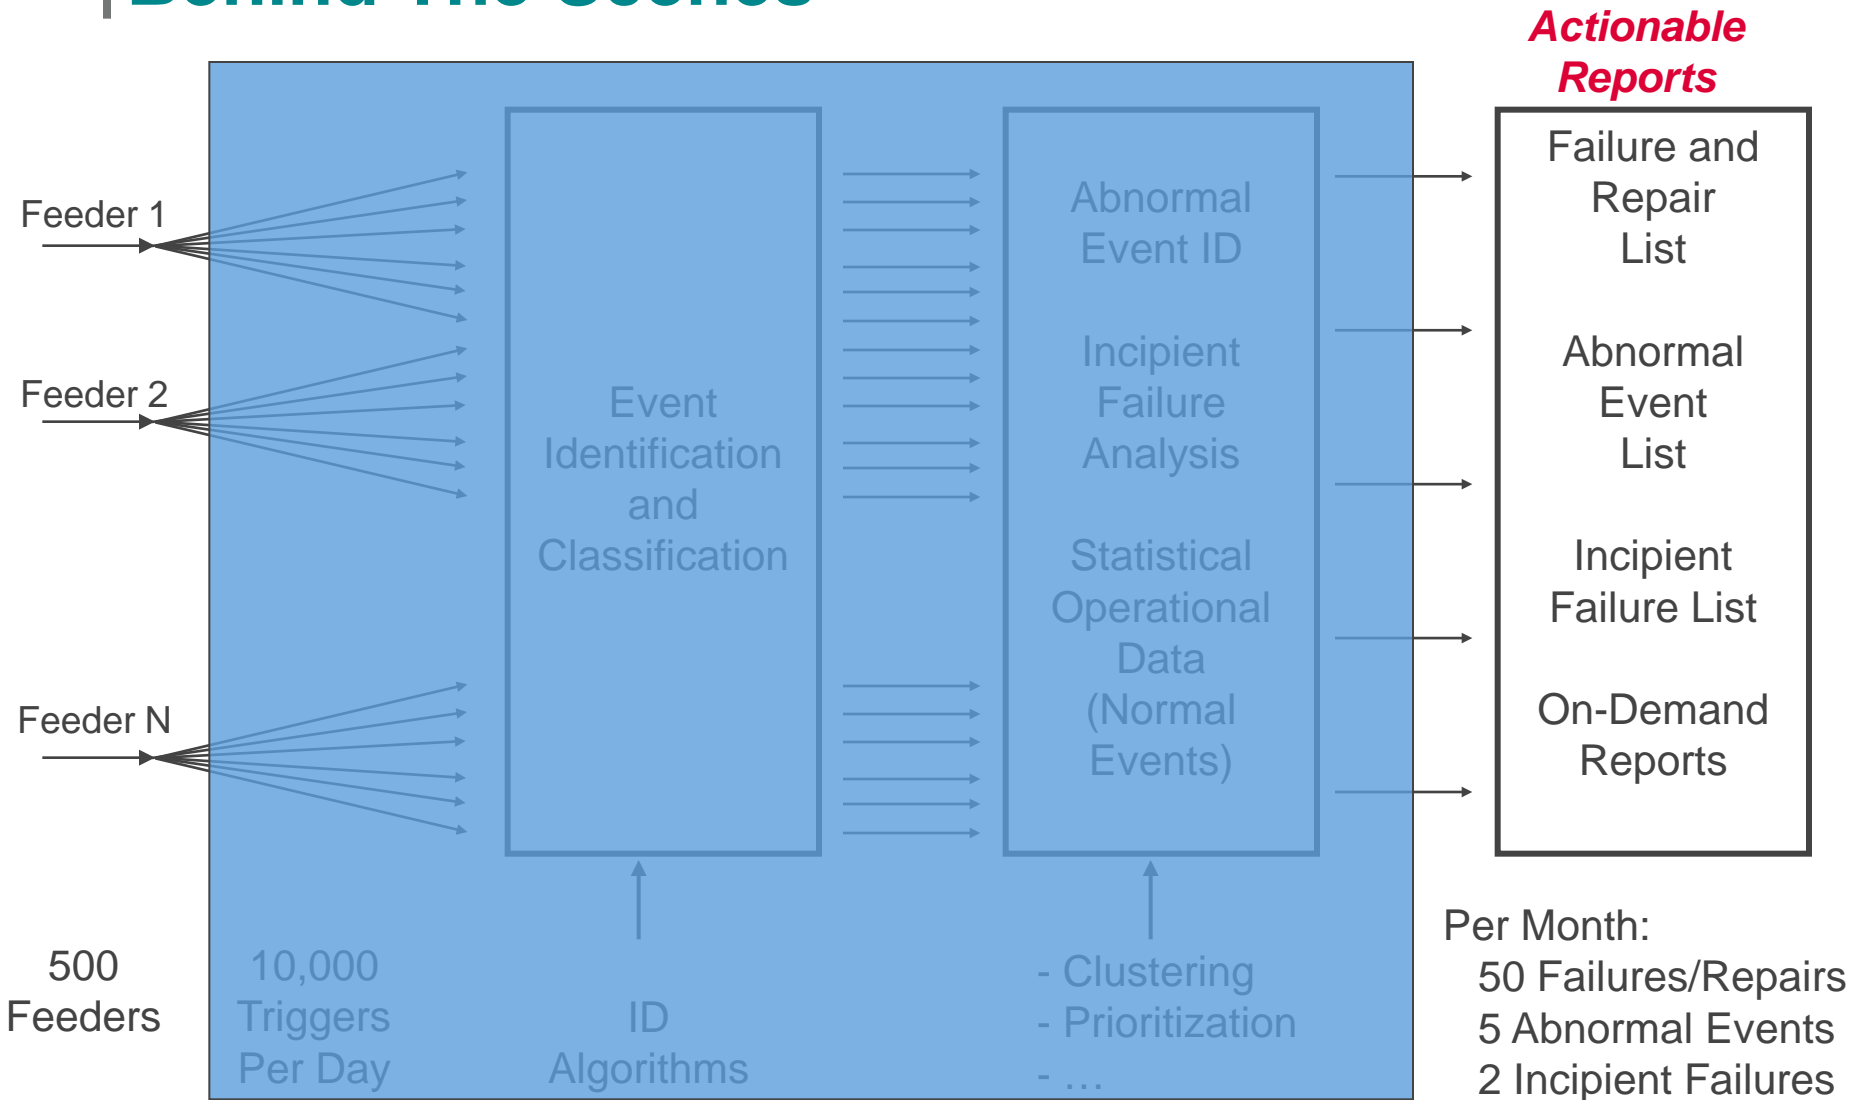 Behind The Scenes
Actionable
Reports
Feeder 1
Feeder 2
Feeder N
500
Feeders
10,000
Triggers
Per Day
Event
Identification
and
Classification
ID
Algorithms
Abnormal
Event ID
Incipient
Failure
Analysis
Statistical
Operational
Data
(Normal
Events)
- Clustering
- Prioritization
- …
Failure and
Repair
List
Abnormal
Event
List
Incipient
Failure List
On-Demand
Reports
Per Month:
50 Failures/Repairs
5 Abnormal Events
2 Incipient Failures